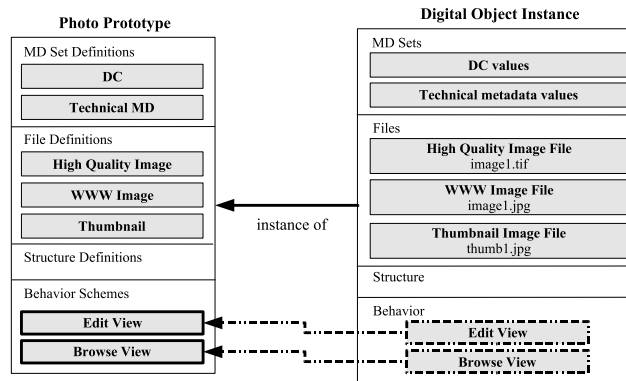 Photo Prototype
MD Set Definitions
DC
Technical MD
File Definitions
High Quality Image
WWW Image
Thumbnail
Structure Definitions
Behavior Schemes
Edit View
Browse View
instance of
Digital Object Instance
MD Sets
DC values
Technical metadata values
Files
High Quality Image File
image1.tif
WWW Image File
image1.jpg
Thumbnail Image File
thumb1.jpg
Structure
Behavior
Edit View
Browse View